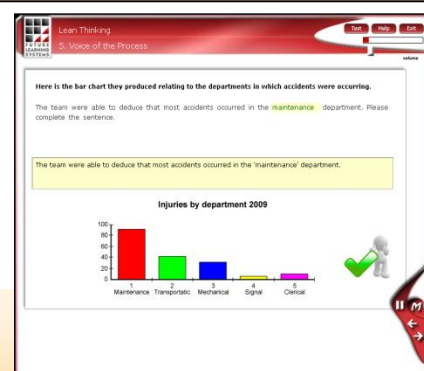 Lean Thinking
5. Voice of the Process
FUTURE
LEARNING
SYSTEMS
Text Help Exit
volume
Here is the bar chart they produced relating to the departments in which accidents were occurring.
The team were able to deduce that most accidents occurred in the maintenance department. Please
complete the sentence.
The team were able to deduce that most accidents occurred in the 'maintenance' department.
Injuries by department 2009
100
80
60
40
20
0
1 2 3 4 5
Maintenance Transportatic Mechanical Signal Clerical
M